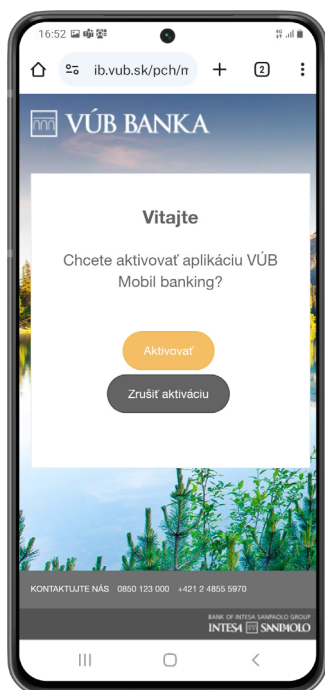 16:52
ib.vub.sk/pch/m
2
VÚB BANKA
Vitajte
Chcete aktivovať aplikáciu VÚB
Mobil banking?
Aktivovať
Zrušiť aktiváciu
KONTAKTUJTE NÁS 0850 123 000 +421 2 4855 5970
BANK OF INTESA SANPAOLO GROUP
INTESA SANPAOLO